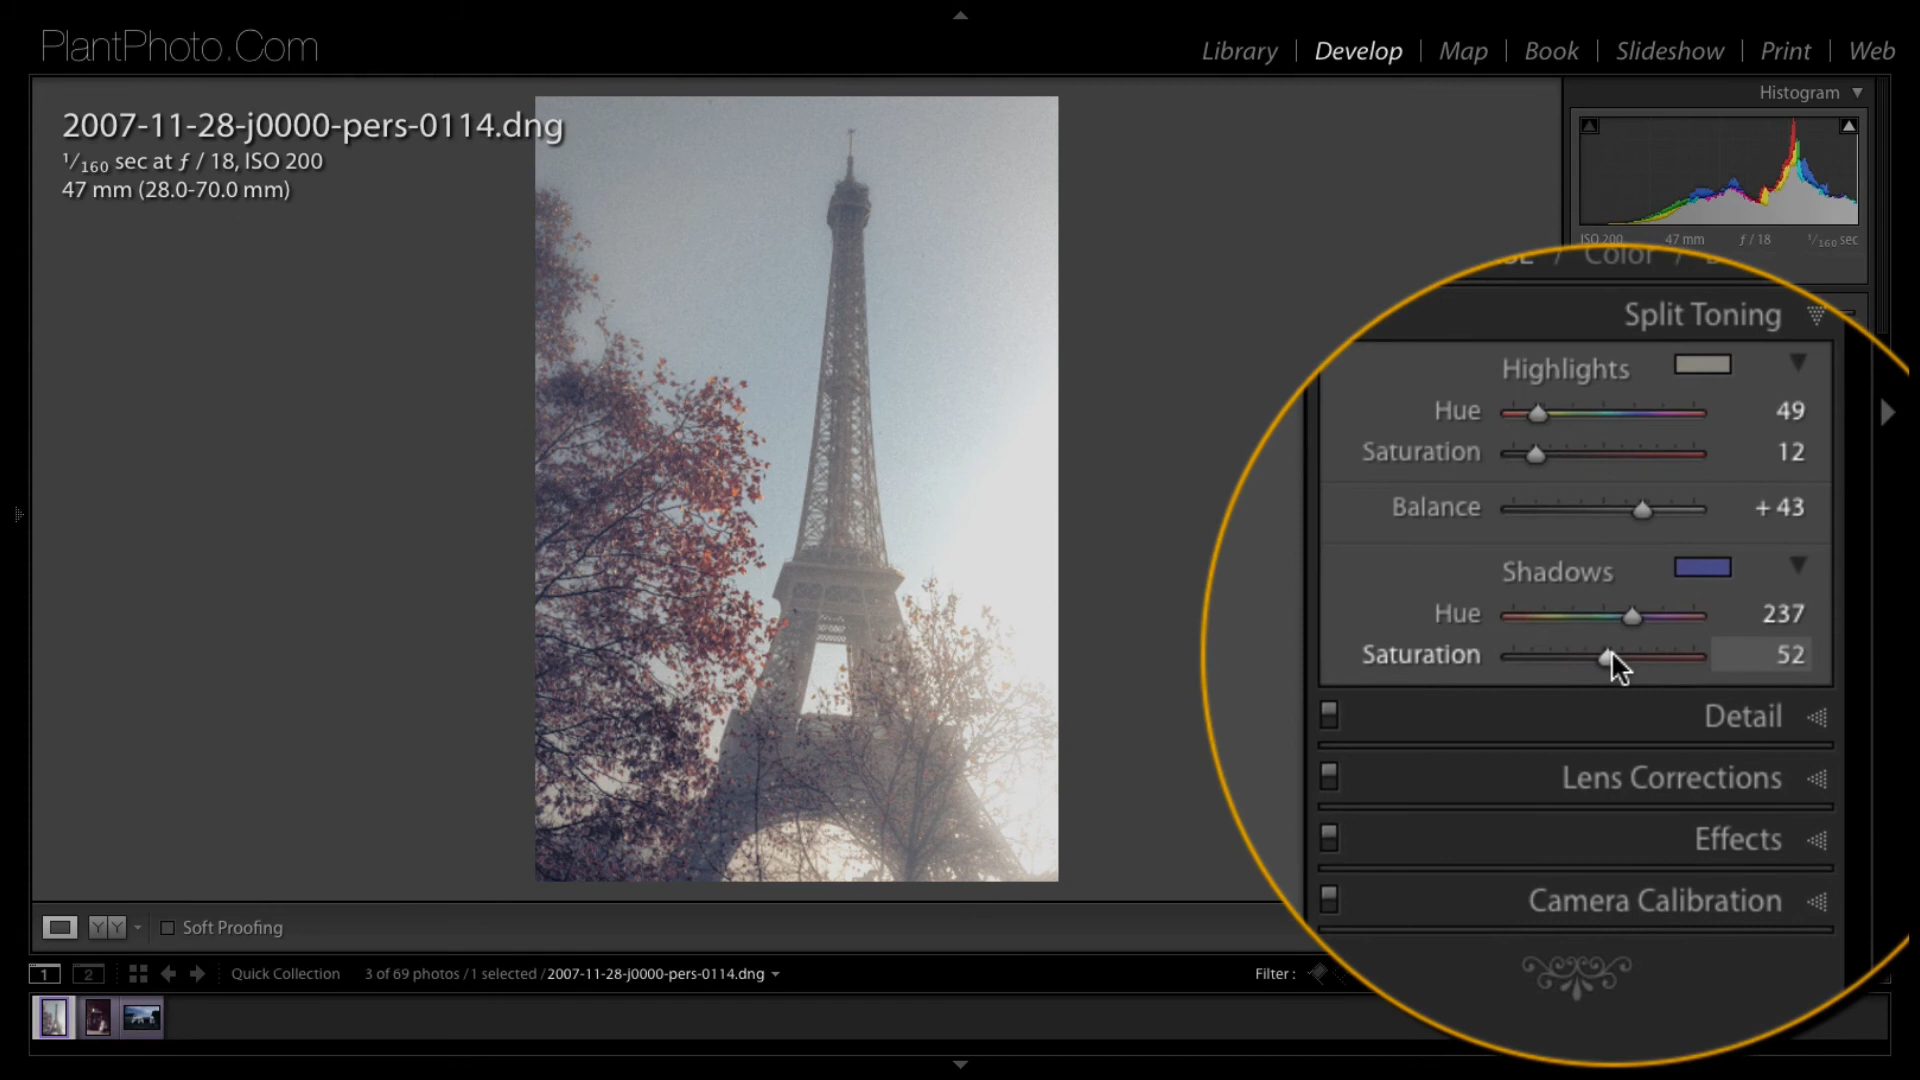 PlantPhoto.Com
Library | Develop | Map | Book | Slideshow | Print | Web
Histogram
2007-11-28-j0000-pers-0114.dng
1/160 sec at ƒ / 18, ISO 200
47 mm (28.0-70.0 mm)
ISO 200 47 mm ƒ / 18 1/160 sec
/ Color /
Split Toning
Highlights
Hue 49
Saturation 12
Balance + 43
Shadows
Hue 237
Saturation 52
Detail
Lens Corrections
Effects
Camera Calibration
YY Soft Proofing
1 2 Quick Collection 3 of 69 photos / 1 selected / 2007-11-28-j0000-pers-0114.dng Filter :